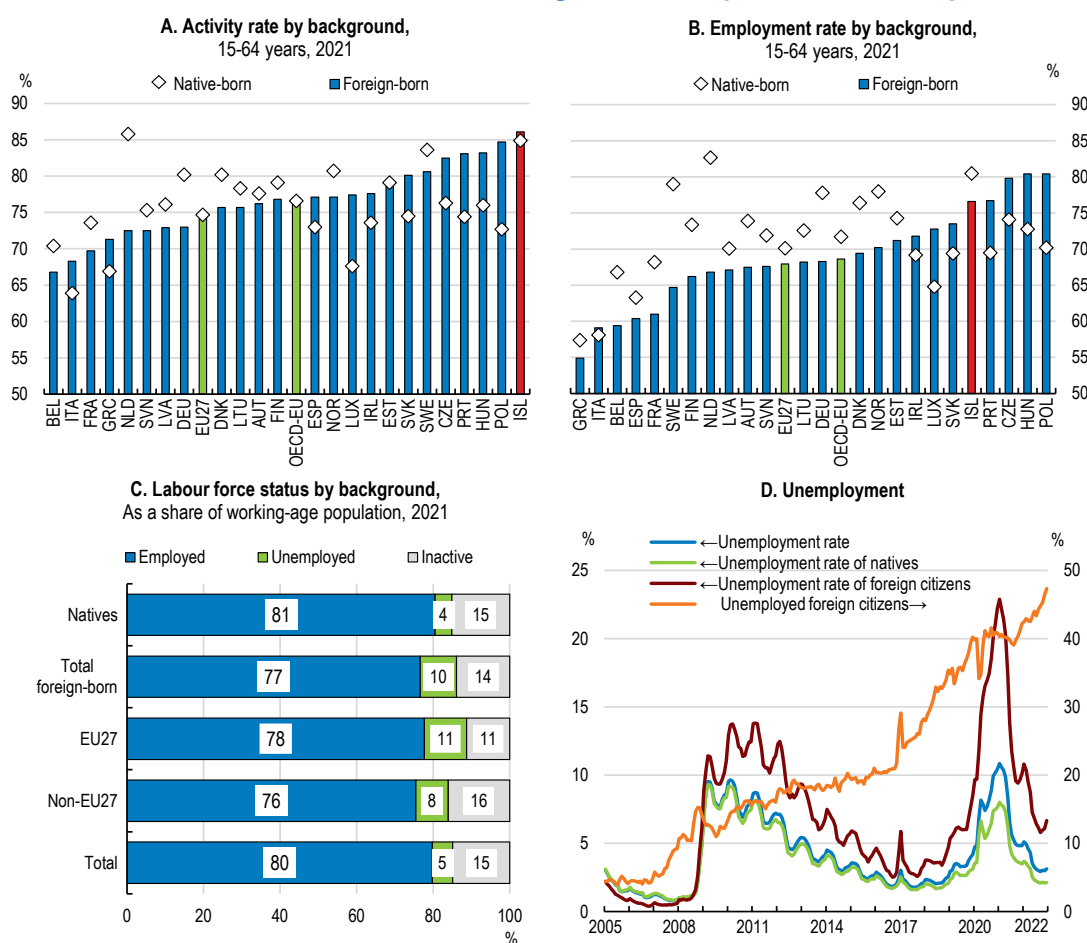 A. Activity rate by background,
15-64 years, 2021
%
Native-born
Foreign-born
90
85
80
75
70
65
60
55
50
BEL
ITA
FRA
GRC
NLD
SVN
LVA
DEU
EU27
DNK
LTU
AUT
FIN
OECD-EU
ESP
NOR
LUX
IRL
EST
SVK
SWE
CZE
PRT
HUN
POL
ISL
B. Employment rate by background,
15-64 years, 2021
%
Native-born
Foreign-born
90
85
80
75
70
65
60
55
50
GRC
ITA
BEL
ESP
FRA
SWE
FIN
NLD
LVA
AUT
SVN
EU27
LTU
DEU
OECD-EU
DNK
NOR
EST
IRL
LUX
SVK
ISL
PRT
CZE
HUN
POL
C. Labour force status by background,
As a share of working-age population, 2021
Employed
Unemployed
Inactive
Natives
81
4
15
Total
foreign-born
77
10
14
EU27
78
11
11
Non-EU27
76
8
16
Total
80
5
15
0
20
40
60
80
100
%
D. Unemployment
%
%
←Unemployment rate
←Unemployment rate of natives
←Unemployment rate of foreign citizens
Unemployed foreign citizens→
25
20
15
10
5
0
50
40
30
20
10
0
2005
2008
2011
2014
2017
2020
2022